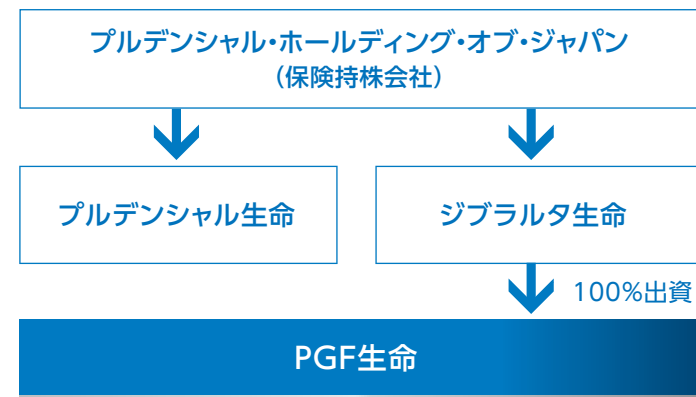 プルデンシャル・ホールディング・オブ・ジャパン
（保険持株会社）
プルデンシャル生命
ジブラルタ生命
100%出資
PGF生命